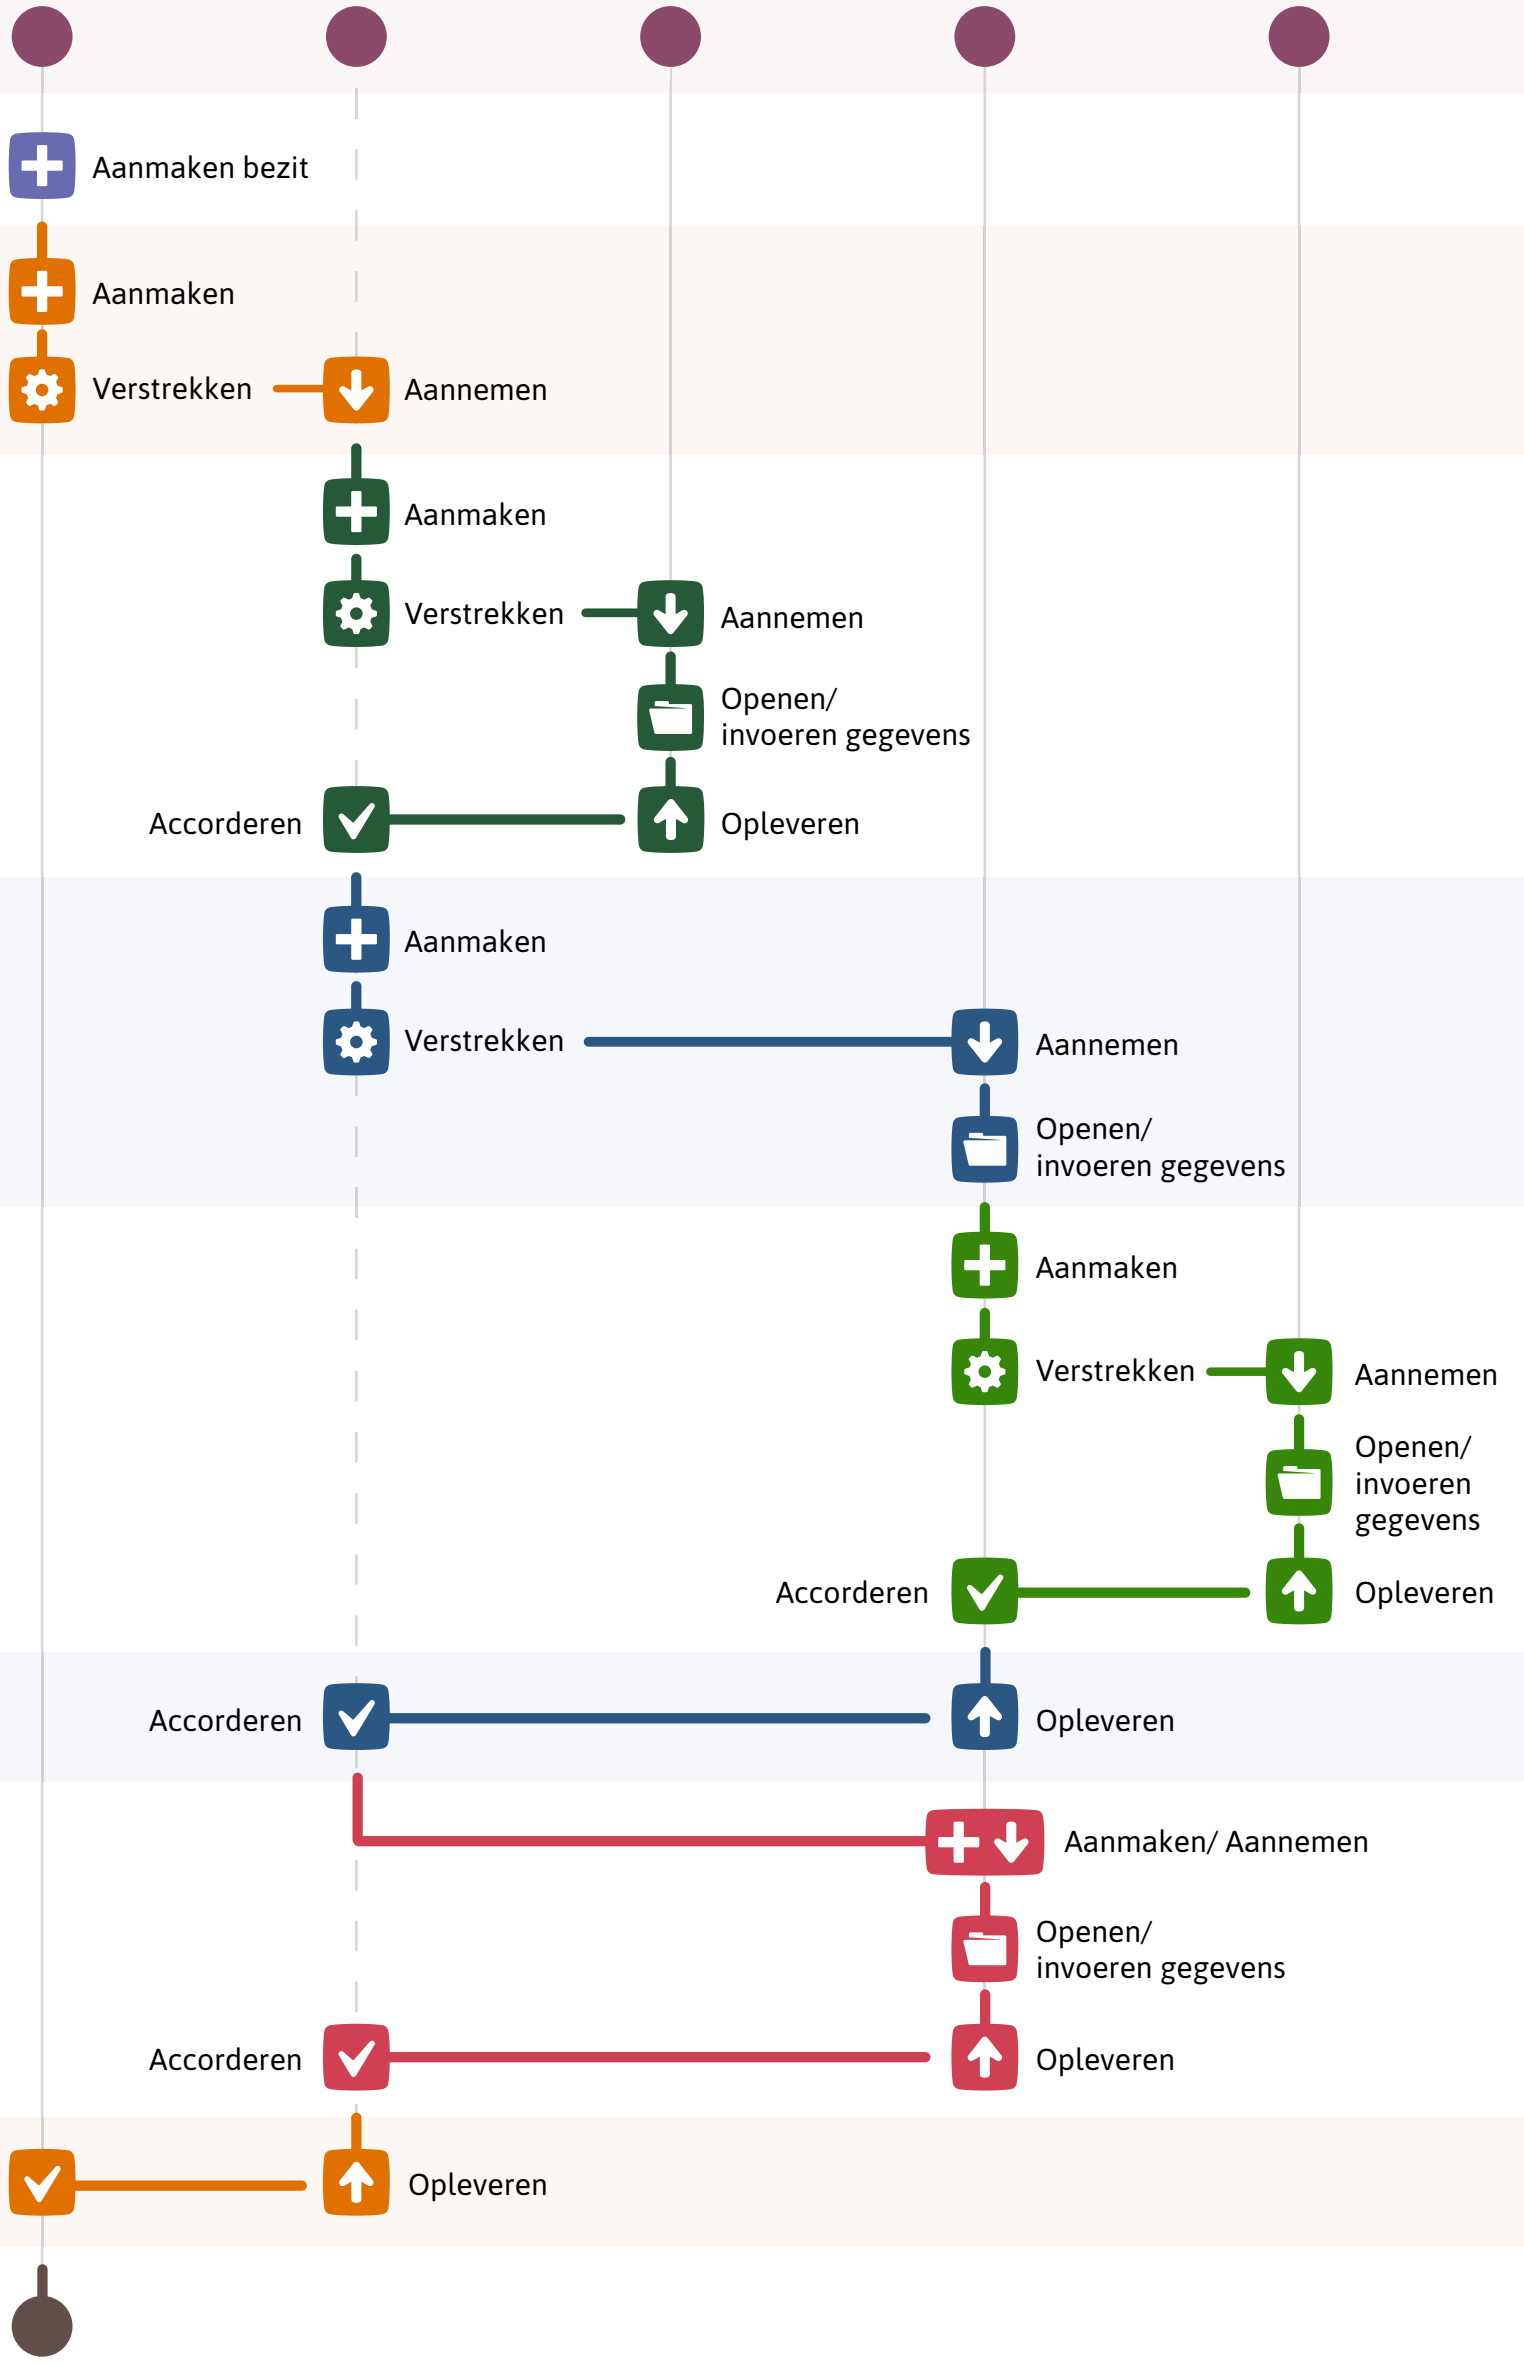 Aanmaken bezit
Aanmaken
Verstrekken
Aannemen
Aanmaken
Verstrekken
Aannemen
Openen/
invoeren gegevens
Accorderen
Opleveren
Aanmaken
Verstrekken
Aannemen
Openen/
invoeren gegevens
Aanmaken
Verstrekken
Aannemen
Openen/
invoeren
gegevens
Accorderen
Opleveren
Accorderen
Opleveren
Aanmaken/ Aannemen
Openen/
invoeren gegevens
Accorderen
Opleveren
Opleveren